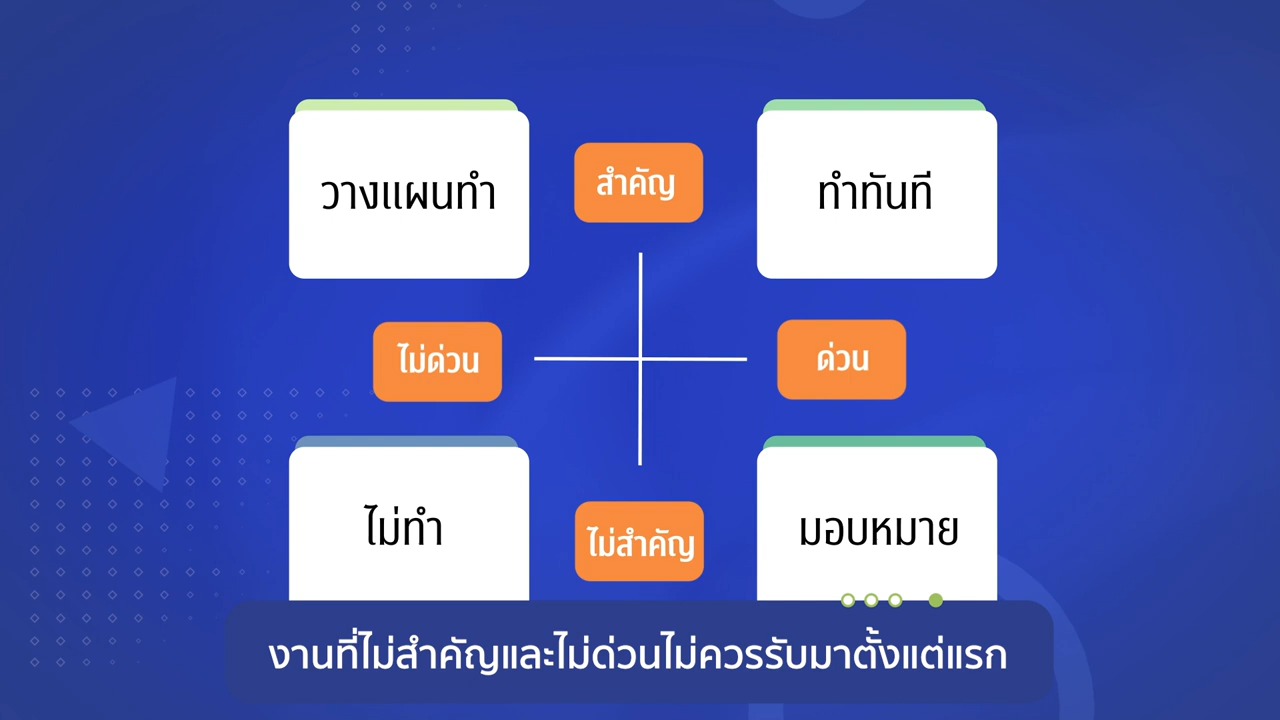 วางแผนทำ
สำคัญ
ทำทันที
ไม่ด่วน
ด่วน
ไม่ทำ
ไม่สำคัญ
มอบหมาย
งานที่ไม่สำคัญและไม่ด่วนไม่ควรรับมาตั้งแต่แรก